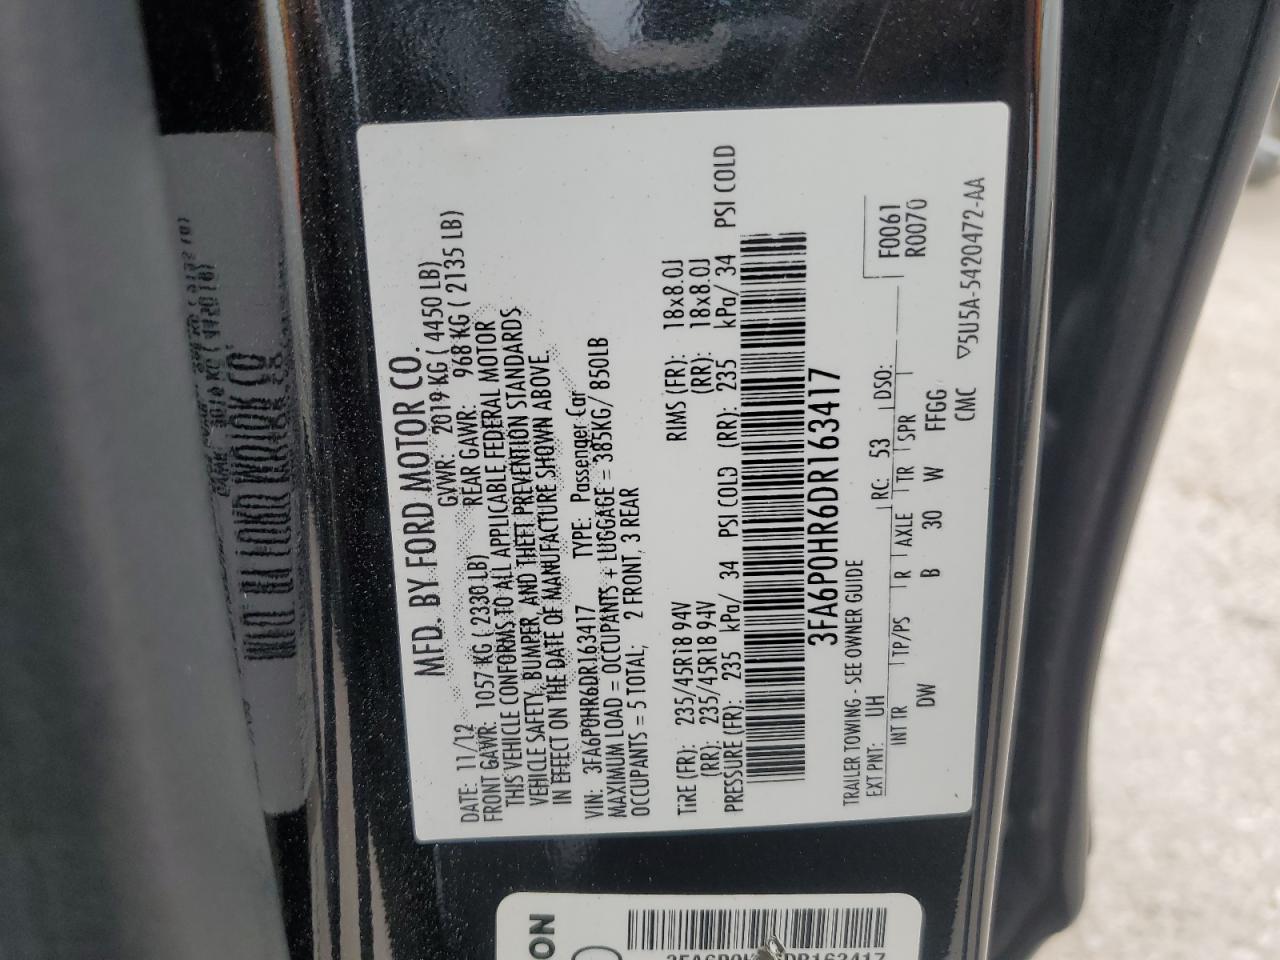 MFD. BY FORD MOTOR CO.
DATE: 11/12 GVWR: 2019 KG ( 4450 LB)
FRONT GAWR: 1057 KG ( 2330 LB) REAR GAWR: 968 KG ( 2135 LB)
THIS VEHICLE CONFORMS TO ALL APPLICABLE FEDERAL MOTOR
VEHICLE SAFETY, BUMPER, AND THEFT PREVENTION STANDARDS
IN EFFECT ON THE DATE OF MANUFACTURE SHOWN ABOVE.
VIN: 3FA6P0HR6DR163417 TYPE: Passenger Car
MAXIMUM LOAD = OCCUPANTS + LUGGAGE = 385KG/ 850LB
OCCUPANTS = 5 TOTAL; 2 FRONT, 3 REAR
TIRE (FR): 235/45R18 94V RIMS (FR): 18x8.0J
(RR): 235/45R18 94V (RR): 18x8.0J
PRESSURE (FR): 235 kPa/ 34 PSI COLD (RR): 235 kPa/ 34 PSI COLD
3FA6P0HR6DR163417
TRAILER TOWING - SEE OWNER GUIDE
EXT PNT: UH RC: 53 DSO: F0061
R0070
INT TR TP/PS R AXLE TR SPR
DW B 30 W FFGG
CMC ▽5U5A-5420472-AA
ION